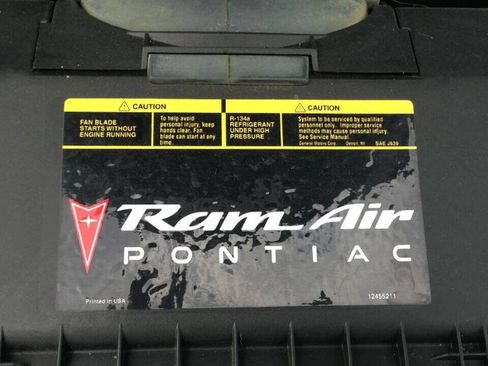 CAUTION
FAN BLADE
STARTS WITHOUT
ENGINE RUNNING
To help avoid
personal injury, keep
hands clear. Fan
blade can start at any
time.
CAUTION
R-134a
REFRIGERANT
UNDER HIGH
PRESSURE
System to be serviced by qualified
personnel only. Improper service
methods may cause personal injury.
See Service Manual.
General Motors Corp. Detroit, MI SAE J639
Ram Air
PONTIAC
Printed in USA
12455211